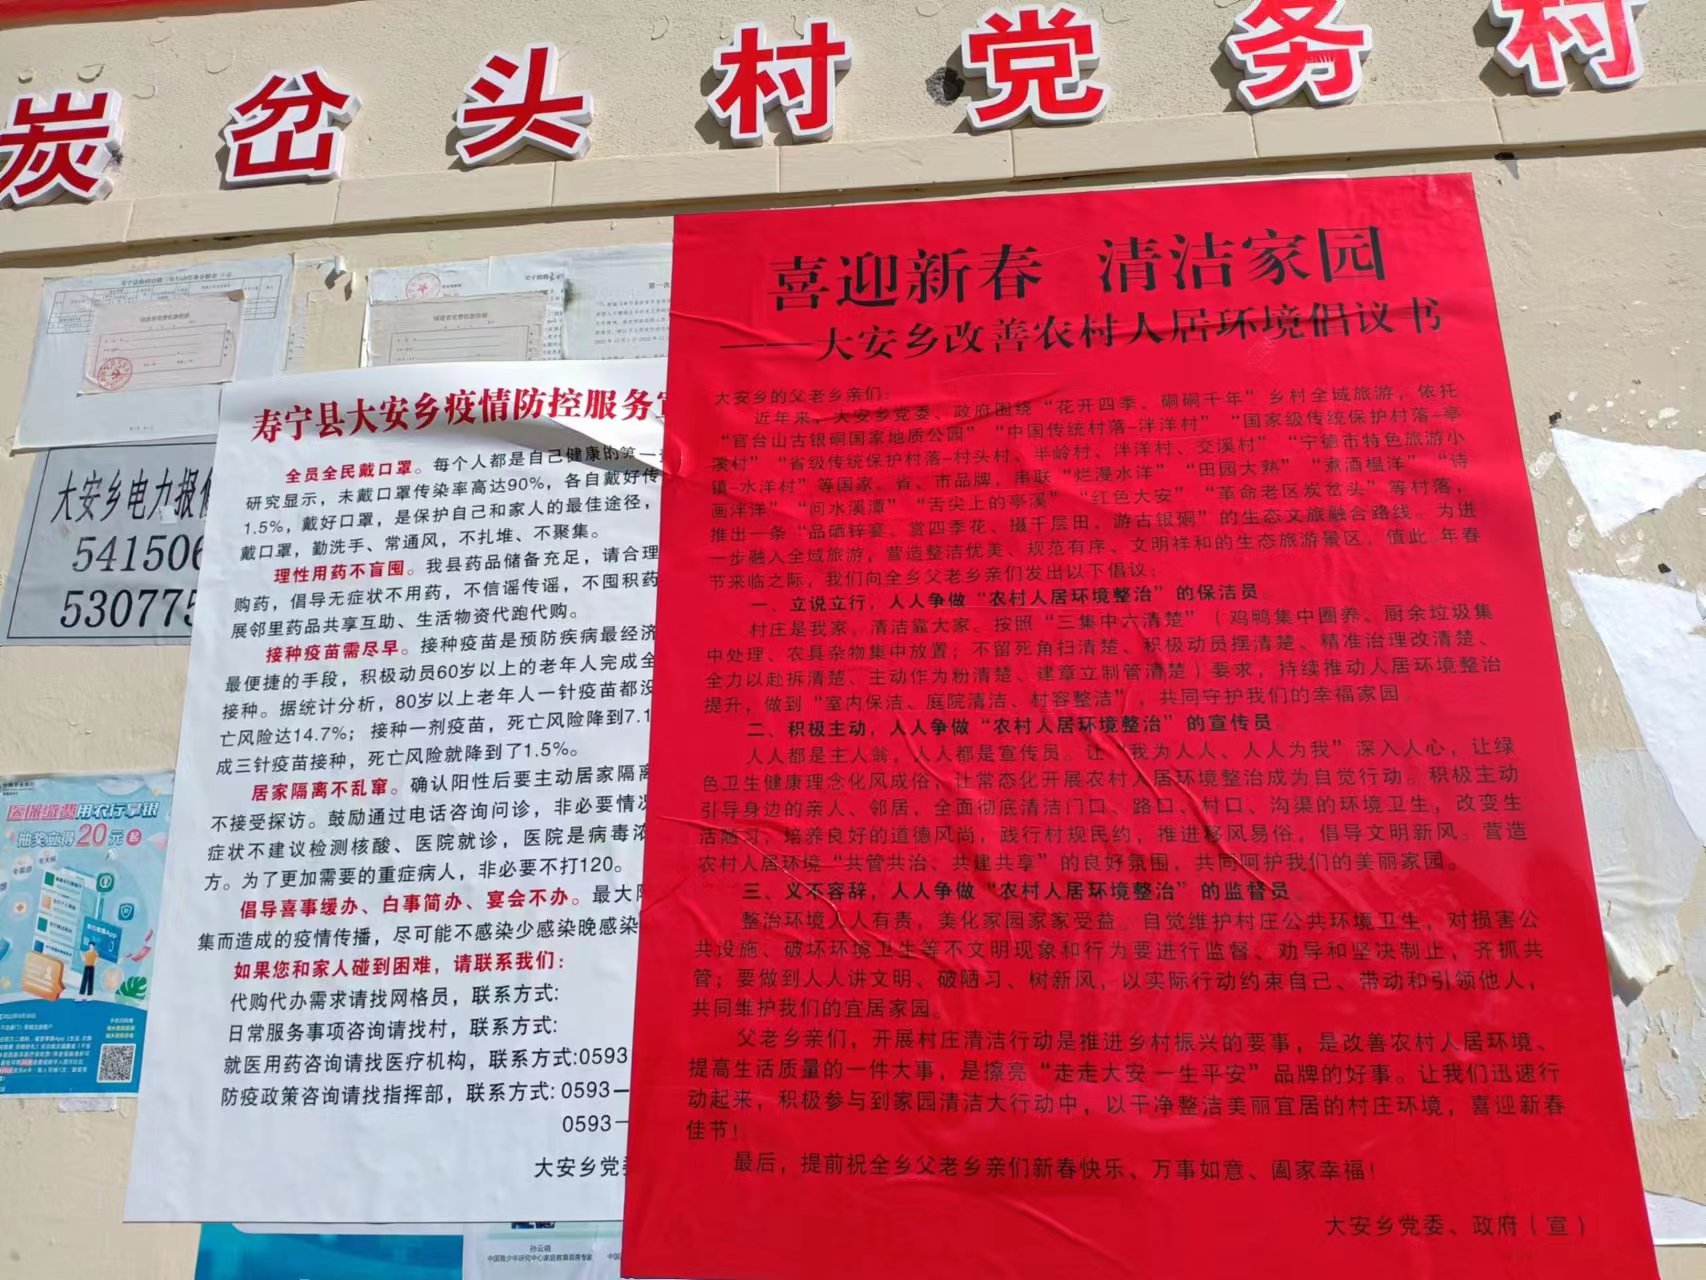 炭岔头村党务村
喜迎新春 清洁家园
——大安乡改善农村人居环境倡议书
大安乡的父老乡亲们：
近年来，大安乡党委、政府围绕“花开四季、硐硐千年”乡村全域旅游，依托
“官台山古银硐国家地质公园”“中国传统村落-泮洋村”“国家级传统保护村落-亭
溪村”“省级传统保护村落-村头村、半岭村、泮洋村、交溪村”“宁德市特色旅游小
镇-水洋村”等国家、省、市品牌，串联“烂漫水洋”“田园大熟”“煮酒榅洋”“诗
画泮洋”“问水溪潭”“舌尖上的亭溪”“红色大安”“革命老区炭岔头”等村落，
推出一条“品硒锌宴、赏四季花、摄千层田、游古银硐”的生态文旅融合路线。为进
一步融入全域旅游，营造整洁优美、规范有序、文明祥和的生态旅游景区，值此 年春
节来临之际，我们向全乡父老乡亲们发出以下倡议：
一、立说立行，人人争做“农村人居环境整治”的保洁员
村庄是我家，清洁靠大家。按照“三集中六清楚”（鸡鸭集中圈养、厨余垃圾集
中处理、农具杂物集中放置；不留死角扫清楚、积极动员摆清楚、精准治理改清楚、
全力以赴拆清楚、主动作为粉清楚、建章立制管清楚）要求，持续推动人居环境整治
提升，做到“室内保洁、庭院清洁、村容整洁”，共同守护我们的幸福家园
二、积极主动，人人争做“农村人居环境整治”的宣传员
人人都是主人翁，人人都是宣传员。让“我为人人、人人为我”深入人心，让绿
色卫生健康理念化风成俗，让常态化开展农村人居环境整治成为自觉行动。积极主动
引导身边的亲人、邻居，全面彻底清洁门口、路口、村口、沟渠的环境卫生，改变生
活陋习，培养良好的道德风尚，践行村规民约，推进移风易俗，倡导文明新风。营造
农村人居环境“共管共治、共建共享”的良好氛围，共同呵护我们的美丽家园。
三、义不容辞，人人争做“农村人居环境整治”的监督员
整治环境人人有责，美化家园家家受益。自觉维护村庄公共环境卫生，对损害公
共设施、破坏环境卫生等不文明现象和行为要进行监督、劝导和坚决制止，齐抓共
管；要做到人人讲文明、破陋习、树新风，以实际行动约束自己、带动和引领他人，
共同维护我们的宜居家园。
父老乡亲们，开展村庄清洁行动是推进乡村振兴的要事，是改善农村人居环境、
提高生活质量的一件大事，是擦亮“走走大安 一生平安”品牌的好事。让我们迅速行
动起来，积极参与到家园清洁大行动中，以干净整洁美丽宜居的村庄环境，喜迎新春
佳节！
最后，提前祝全乡父老乡亲们新春快乐、万事如意、阖家幸福！
大安乡党委、政府（宣）
寿宁县大安乡疫情防控服务
全员全民戴口罩。每个人都是自己健康的第一
研究显示，未戴口罩传染率高达90%，各自戴好
1.5%，戴好口罩，是保护自己和家人的最佳途径，
戴口罩，勤洗手、常通风，不扎堆、不聚集。
理性用药不盲囤。我县药品储备充足，请合理
购药，倡导无症状不用药，不信谣传谣，不囤积药
展邻里药品共享互助、生活物资代跑代购。
接种疫苗需尽早。接种疫苗是预防疾病最经济
最便捷的手段，积极动员60岁以上的老年人完成全
接种。据统计分析，80岁以上老年人一针疫苗都没
亡风险达14.7%；接种一剂疫苗，死亡风险降到7.1
成三针疫苗接种，死亡风险就降到了1.5%。
居家隔离不乱窜。确认阳性后要主动居家隔离
不接受探访。鼓励通过电话咨询问诊，非必要情况
症状不建议检测核酸、医院就诊，医院是病毒浓
方。为了更加需要的重症病人，非必要不打120。
倡导喜事缓办、白事简办、宴会不办。最大限
集而造成的疫情传播，尽可能不感染少感染晚感染
如果您和家人碰到困难，请联系我们：
代购代办需求请找网格员，联系方式：
日常服务事项咨询请找村，联系方式：
就医用药咨询请找医疗机构，联系方式：0593
防疫政策咨询请找指挥部，联系方式：0593—
0593—
大安乡党
大安乡电力报
541506
530775
医保缴费用农行掌银
抽奖立得20元起
孙云晓
中国青少年研究中心家庭教育首席专家